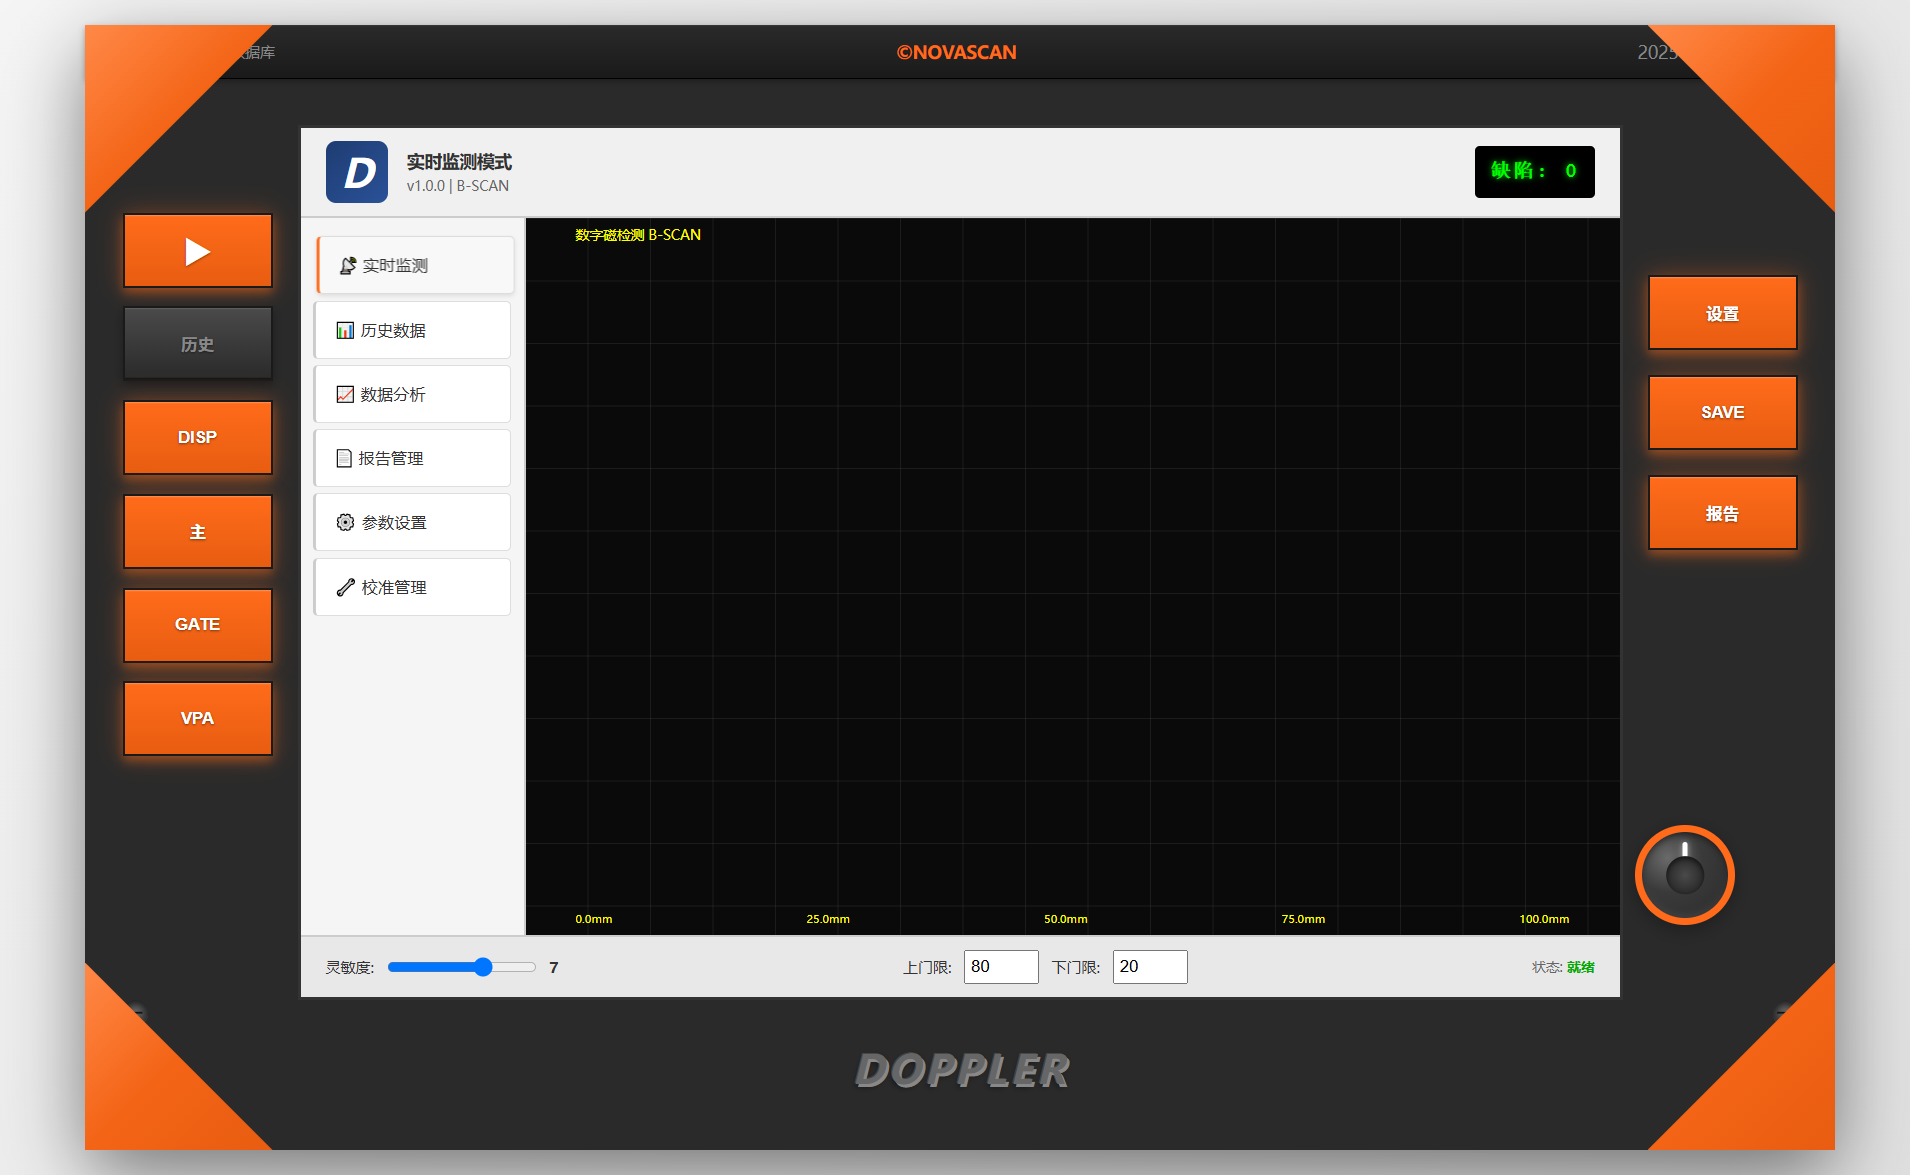 据库
©NOVASCAN
2025
D
实时监测模式
v1.0.0 | B-SCAN
缺陷: 0
历史
DISP
主
GATE
VPA
实时监测
历史数据
数据分析
报告管理
参数设置
校准管理
数字磁检测 B-SCAN
0.0mm 25.0mm 50.0mm 75.0mm 100.0mm
设置
SAVE
报告
灵敏度: 7
上门限: 80 下门限: 20
状态: 就绪
DOPPLER